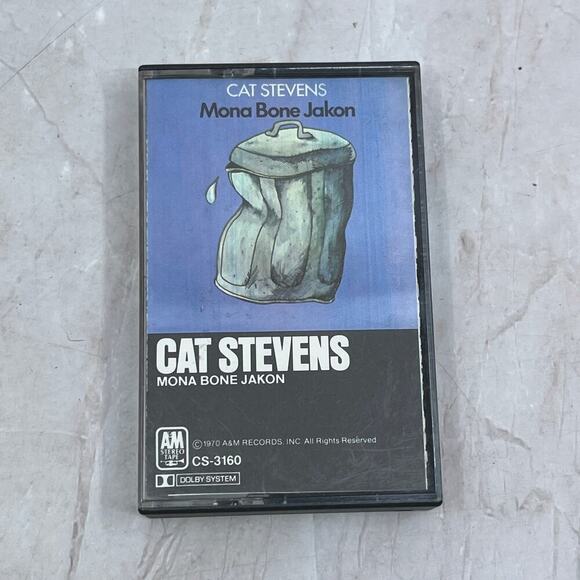 CAT STEVENS
Mona Bone Jakon
CAT STEVENS
MONA BONE JAKON
A&M
STEREO
TAPE
©1970 A&M RECORDS, INC. All Rights Reserved
CS-3160
DOLBY SYSTEM